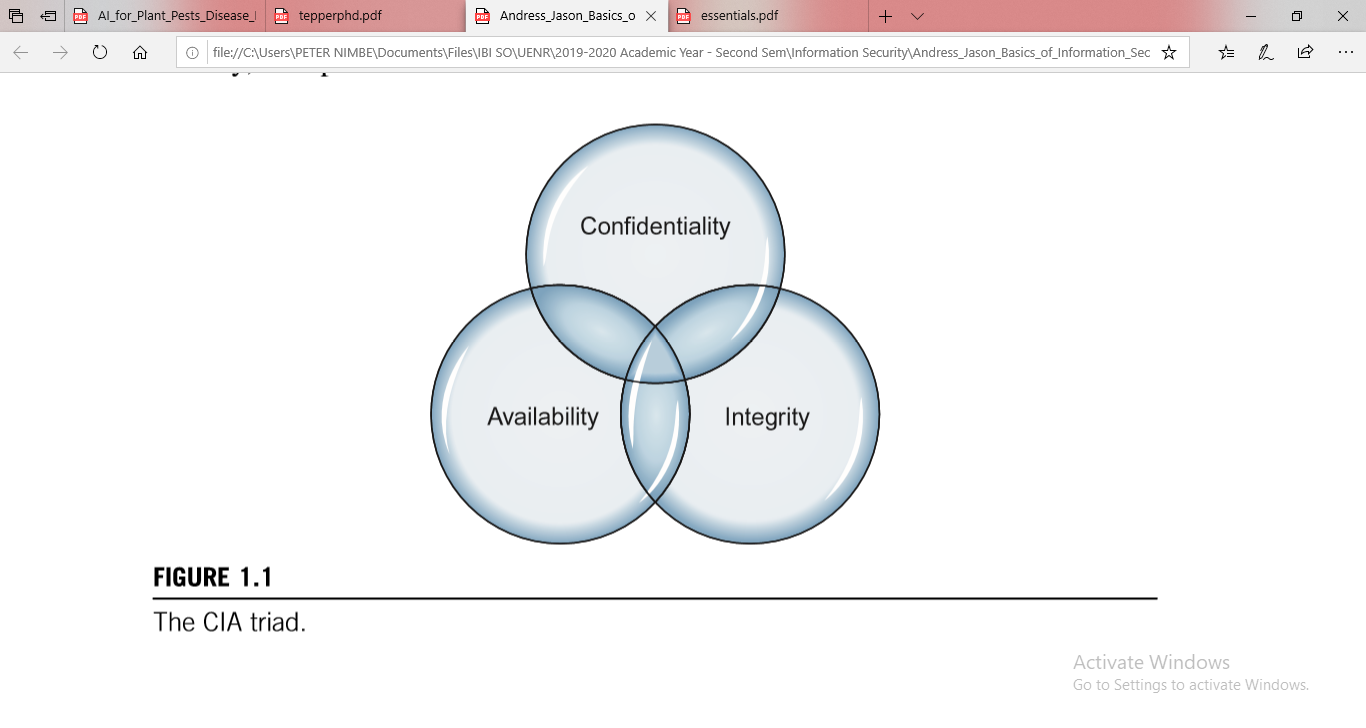 AI_for_Plant_Pests_Disease_
tepperphd.pdf
Andress_Jason_Basics_o
essentials.pdf
file://C:\Users\PETER NIMBE\Documents\Files\IBI SO\UENR\2019-2020 Academic Year - Second Sem\Information Security\Andress_Jason_Basics_of_Information_Sec
Confidentiality
Availability
Integrity
FIGURE 1.1
The CIA triad.
Activate Windows
Go to Settings to activate Windows.